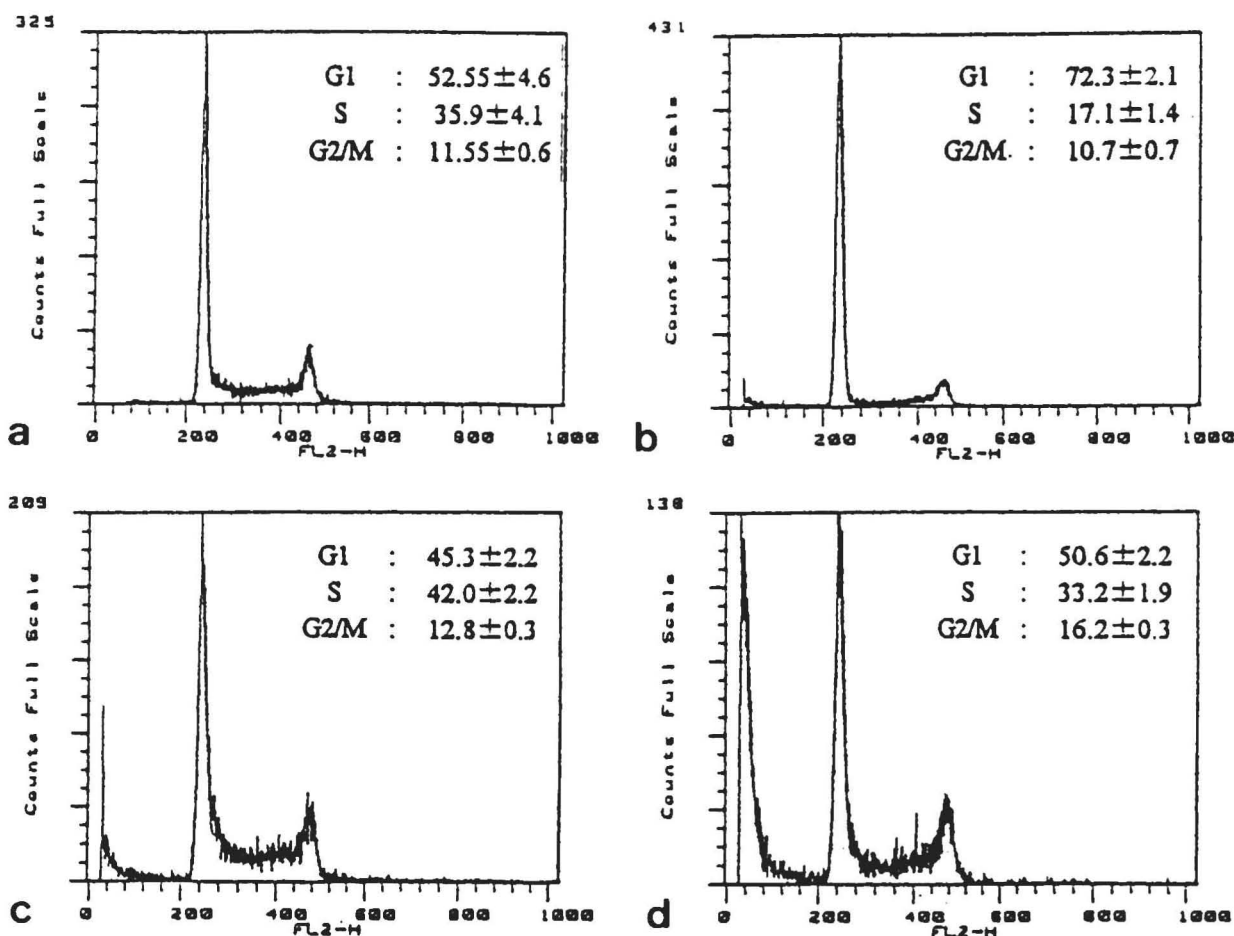 325
Counts Full Scale
G1 : 52.55±4.6
S : 35.9±4.1
G2/M : 11.55±0.6
0 200 400 600 800 1000
FL2-H
a
431
Counts Full Scale
G1 : 72.3±2.1
S : 17.1±1.4
G2/M : 10.7±0.7
0 200 400 600 800 1000
FL2-H
b
209
Counts Full Scale
G1 : 45.3±2.2
S : 42.0±2.2
G2/M : 12.8±0.3
0 200 400 600 800 1000
FL2-H
c
138
Counts Full Scale
G1 : 50.6±2.2
S : 33.2±1.9
G2/M : 16.2±0.3
0 200 400 600 800 1000
FL2-H
d